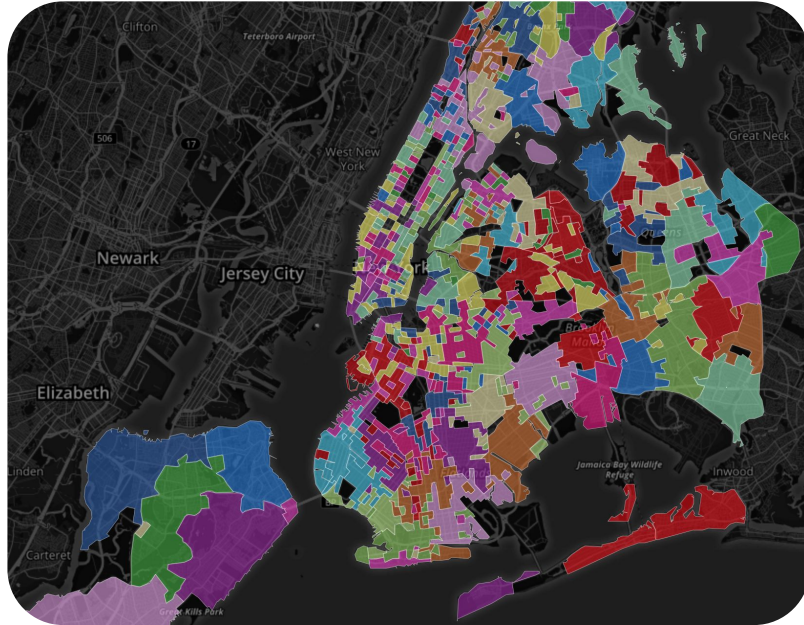 Clifton
Teterboro Airport
506
17
Great Neck
West New
York
Queens
Newark
Jersey City
Elizabeth
Linden
Jamaica Bay Wildlife
Refuge
Inwood
Carteret
Great Kills Park